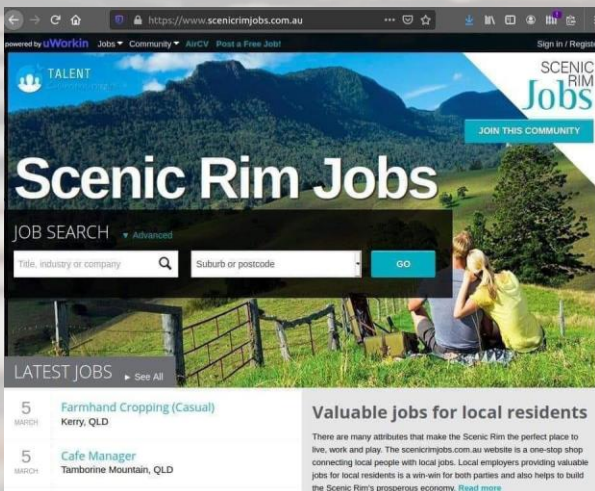 https://www.scenicrimjobs.com.au
powered by uWorkin Jobs Community AirCV Post a Free Job! Sign in / Registe
TALENT
SCENIC
RIM
Jobs
JOIN THIS COMMUNITY
Scenic Rim Jobs
JOB SEARCH Advanced
Title, industry or company Suburb or postcode GO
LATEST JOBS See All
5 Farmhand Cropping (Casual)
MARCH Kerry, QLD
5 Cafe Manager
MARCH Tamborine Mountain, QLD
Valuable jobs for local residents
There are many attributes that make the Scenic Rim the perfect place to
live, work and play. The scenicrimjobs.com.au website is a one-stop shop
connecting local people with local jobs. Local employers providing valuable
jobs for local residents is a win-win for both parties and also helps to build
the Scenic Rim's prosperous economy. Read more